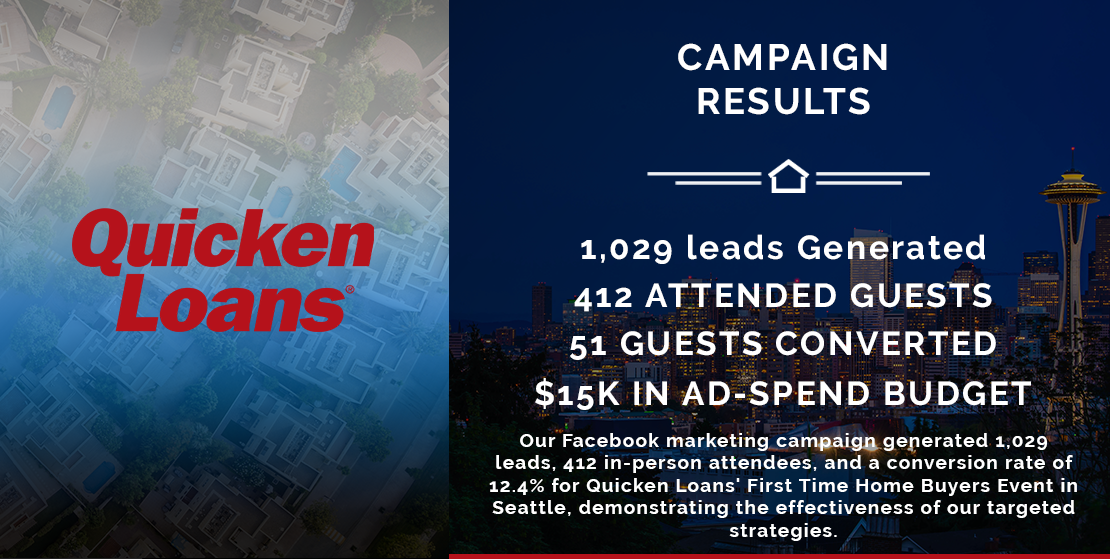 Quicken
Loans®
CAMPAIGN
RESULTS
1,029 leads Generated
412 ATTENDED GUESTS
51 GUESTS CONVERTED
$15K IN AD-SPEND BUDGET
Our Facebook marketing campaign generated 1,029
leads, 412 in-person attendees, and a conversion rate of
12.4% for Quicken Loans' First Time Home Buyers Event in
Seattle, demonstrating the effectiveness of our targeted
strategies.